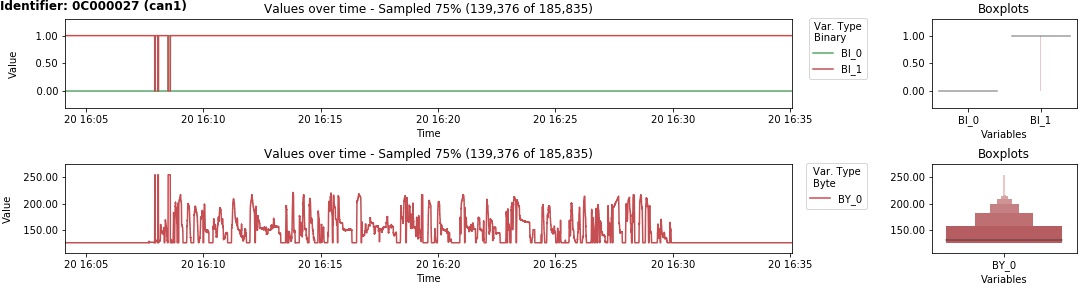 Identifier: 0C000027 (can1)
Values over time - Sampled 75% (139,376 of 185,835)
Value
1.00
0.50
0.00
20 16:05 20 16:10 20 16:15 20 16:20 20 16:25 20 16:30 20 16:35
Time
Var. Type
Binary
BI_0
BI_1
Boxplots
1.00
0.50
0.00
BI_0 BI_1
Variables
Values over time - Sampled 75% (139,376 of 185,835)
Value
250.00
200.00
150.00
20 16:05 20 16:10 20 16:15 20 16:20 20 16:25 20 16:30 20 16:35
Time
Var. Type
Byte
BY_0
Boxplots
250.00
200.00
150.00
BY_0
Variables